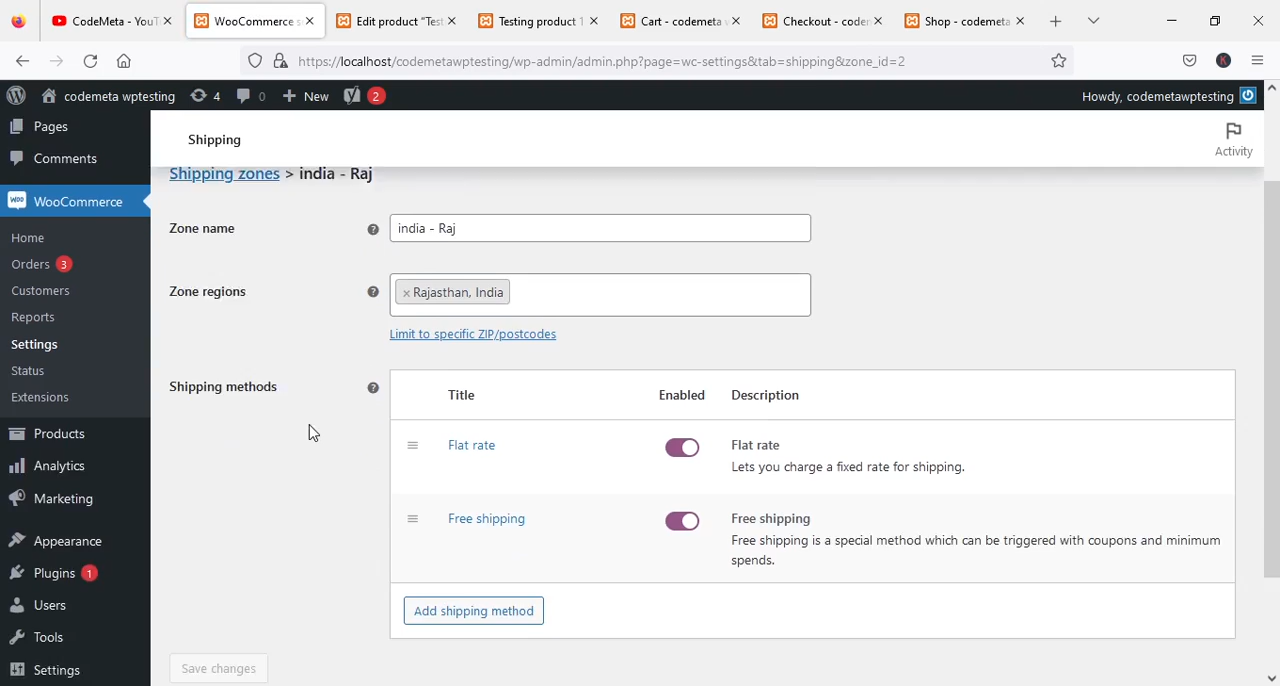 CodeMeta - YouT
WooCommerce s
Edit product "Test
Testing product 1
Cart - codemeta w
Checkout - coden
Shop - codemeta
https://localhost/codemetawptesting/wp-admin/admin.php?page=wc-settings&tab=shipping&zone_id=2
K
codemeta wptesting
4
0
New
2
Howdy, codemetawptesting
Pages
Comments
WooCommerce
Home
Orders 3
Customers
Reports
Settings
Status
Extensions
Products
Analytics
Marketing
Appearance
Plugins 1
Users
Tools
Settings
Shipping
Activity
Shipping zones > india - Raj
Zone name
india - Raj
Zone regions
× Rajasthan, India
Limit to specific ZIP/postcodes
Shipping methods
Title Enabled Description
Flat rate
Flat rate
Lets you charge a fixed rate for shipping.
Free shipping
Free shipping
Free shipping is a special method which can be triggered with coupons and minimum
spends.
Add shipping method
Save changes